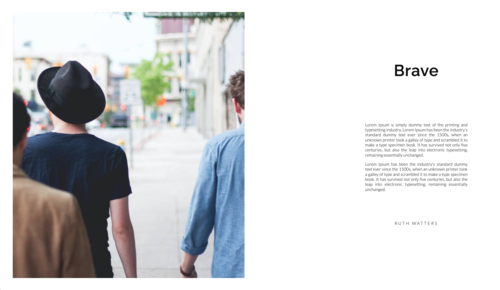 Brave
Lorem Ipsum is simply dummy text of the printing and
typesetting industry. Lorem Ipsum has been the industry's
standard dummy text ever since the 1500s, when an
unknown printer took a galley of type and scrambled it to
make a type specimen book. It has survived not only five
centuries, but also the leap into electronic typesetting,
remaining essentially unchanged.
Lorem Ipsum has been the industry's standard dummy
text ever since the 1500s, when an unknown printer took
a galley of type and scrambled it to make a type specimen
book. It has survived not only five centuries, but also the
leap into electronic typesetting, remaining essentially
unchanged.
RUTH WATTERS